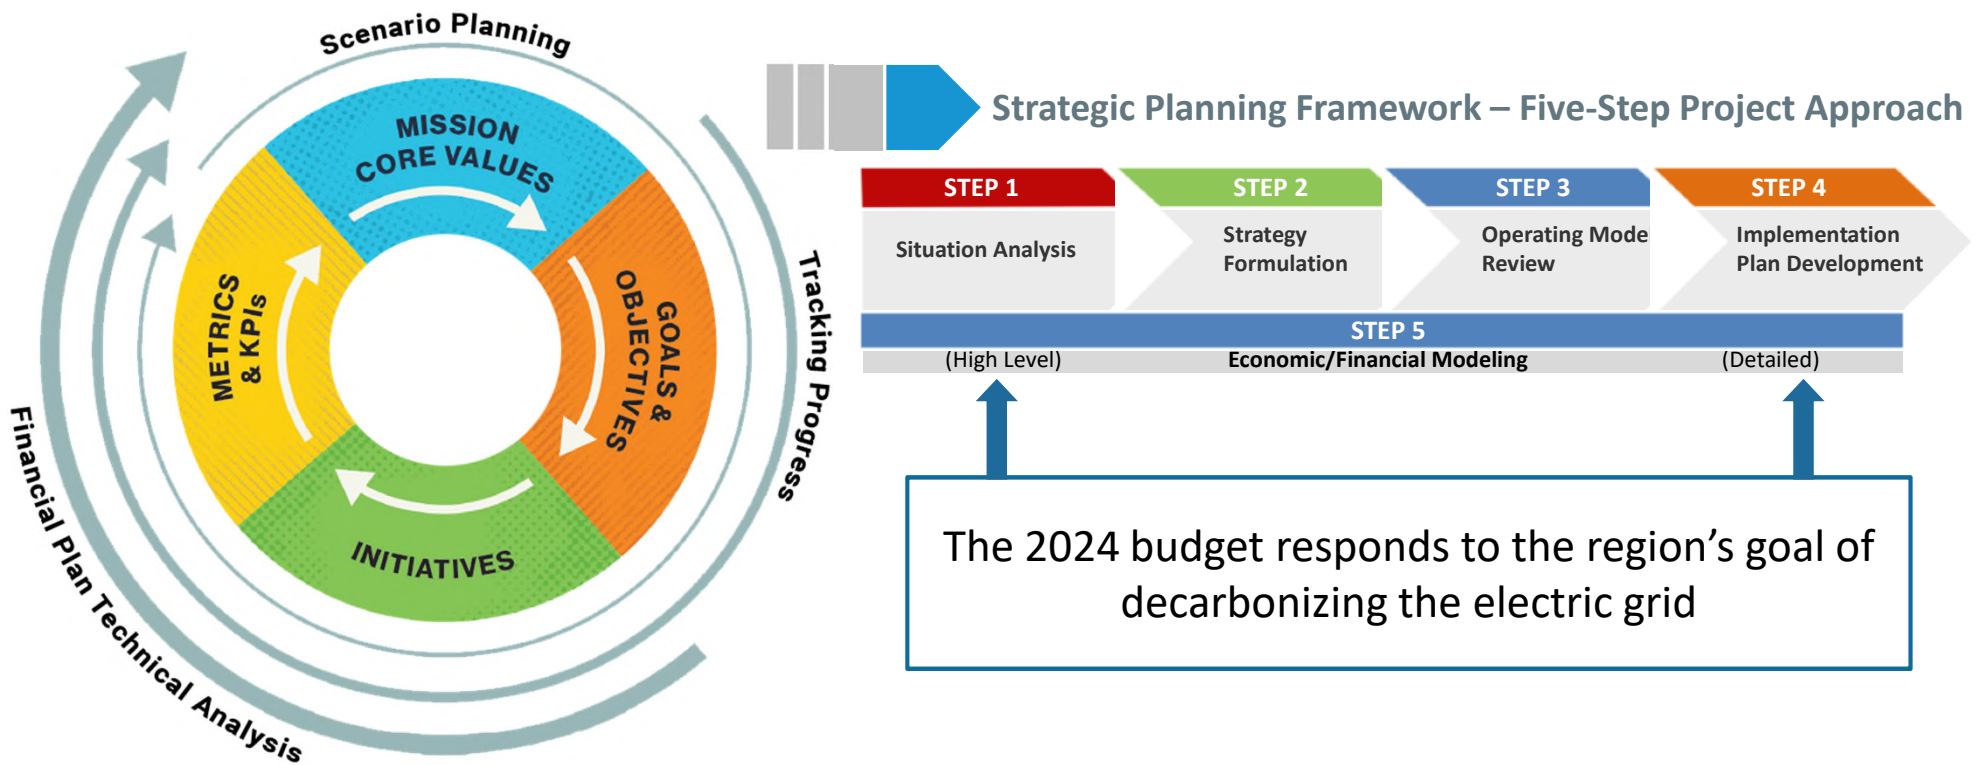 Scenario Planning
MISSION
CORE VALUES
GOALS &
OBJECTIVES
INITIATIVES
METRICS
& KPIs
Tracking Progress
Financial Plan Technical Analysis
Strategic Planning Framework – Five-Step Project Approach
STEP 1
STEP 2
STEP 3
STEP 4
Situation Analysis
Strategy
Formulation
Operating Mode
Review
Implementation
Plan Development
STEP 5
(High Level)
Economic/Financial Modeling
(Detailed)
The 2024 budget responds to the region’s goal of
decarbonizing the electric grid